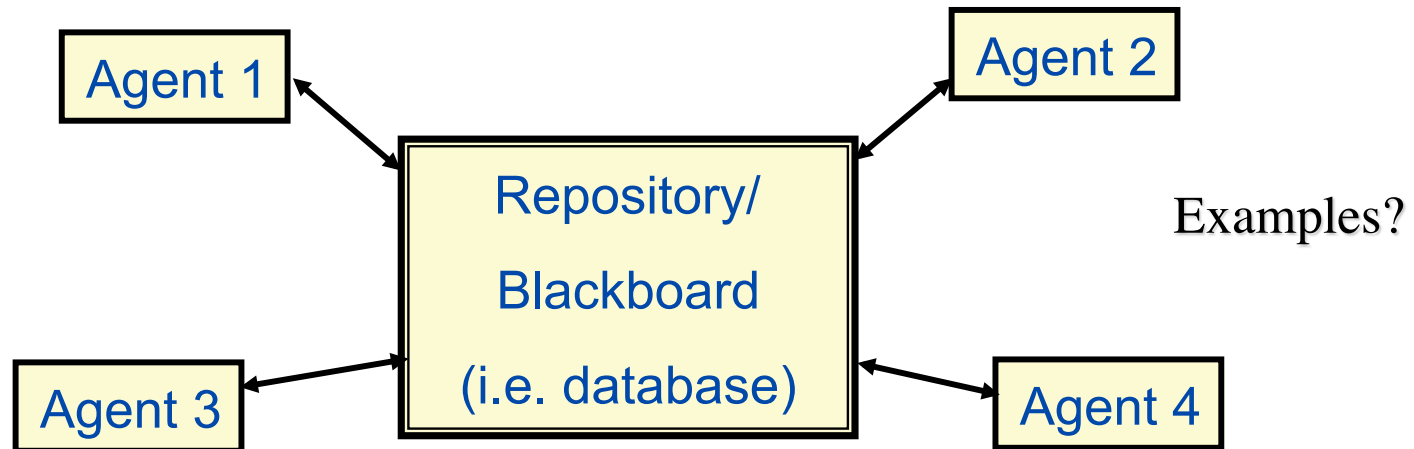 Agent 1
Agent 2
Repository/
Blackboard
(i.e. database)
Examples?
Agent 3
Agent 4